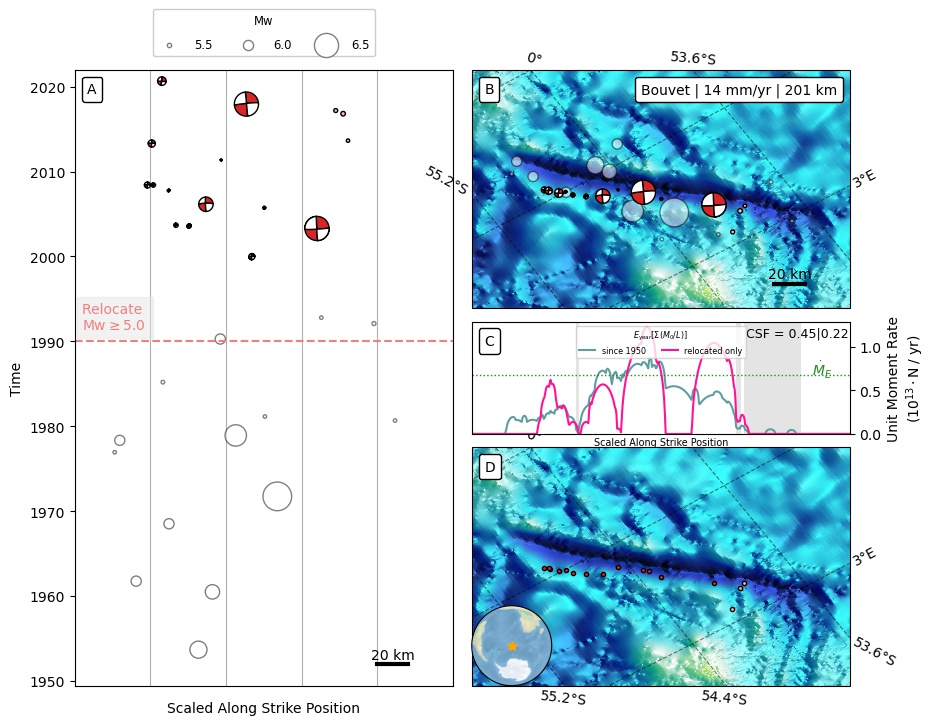 Mw
5.5 6.0 6.5
A
2020
2010
2000
1990
1980
1970
1960
1950
Time
Relocate
Mw ≥ 5.0
20 km
Scaled Along Strike Position
0°
53.6°S
B
Bouvet | 14 mm/yr | 201 km
55.2°S
3°E
20 km
C
E_year[Σ(M_0/L)]
since 1950 relocated only
CSF = 0.45|0.22
Ṁ_E
1.0
0.5
0.0
Unit Moment Rate
(10^13 · N / yr)
Scaled Along Strike Position
0°
D
3°E
53.6°S
55.2°S
54.4°S